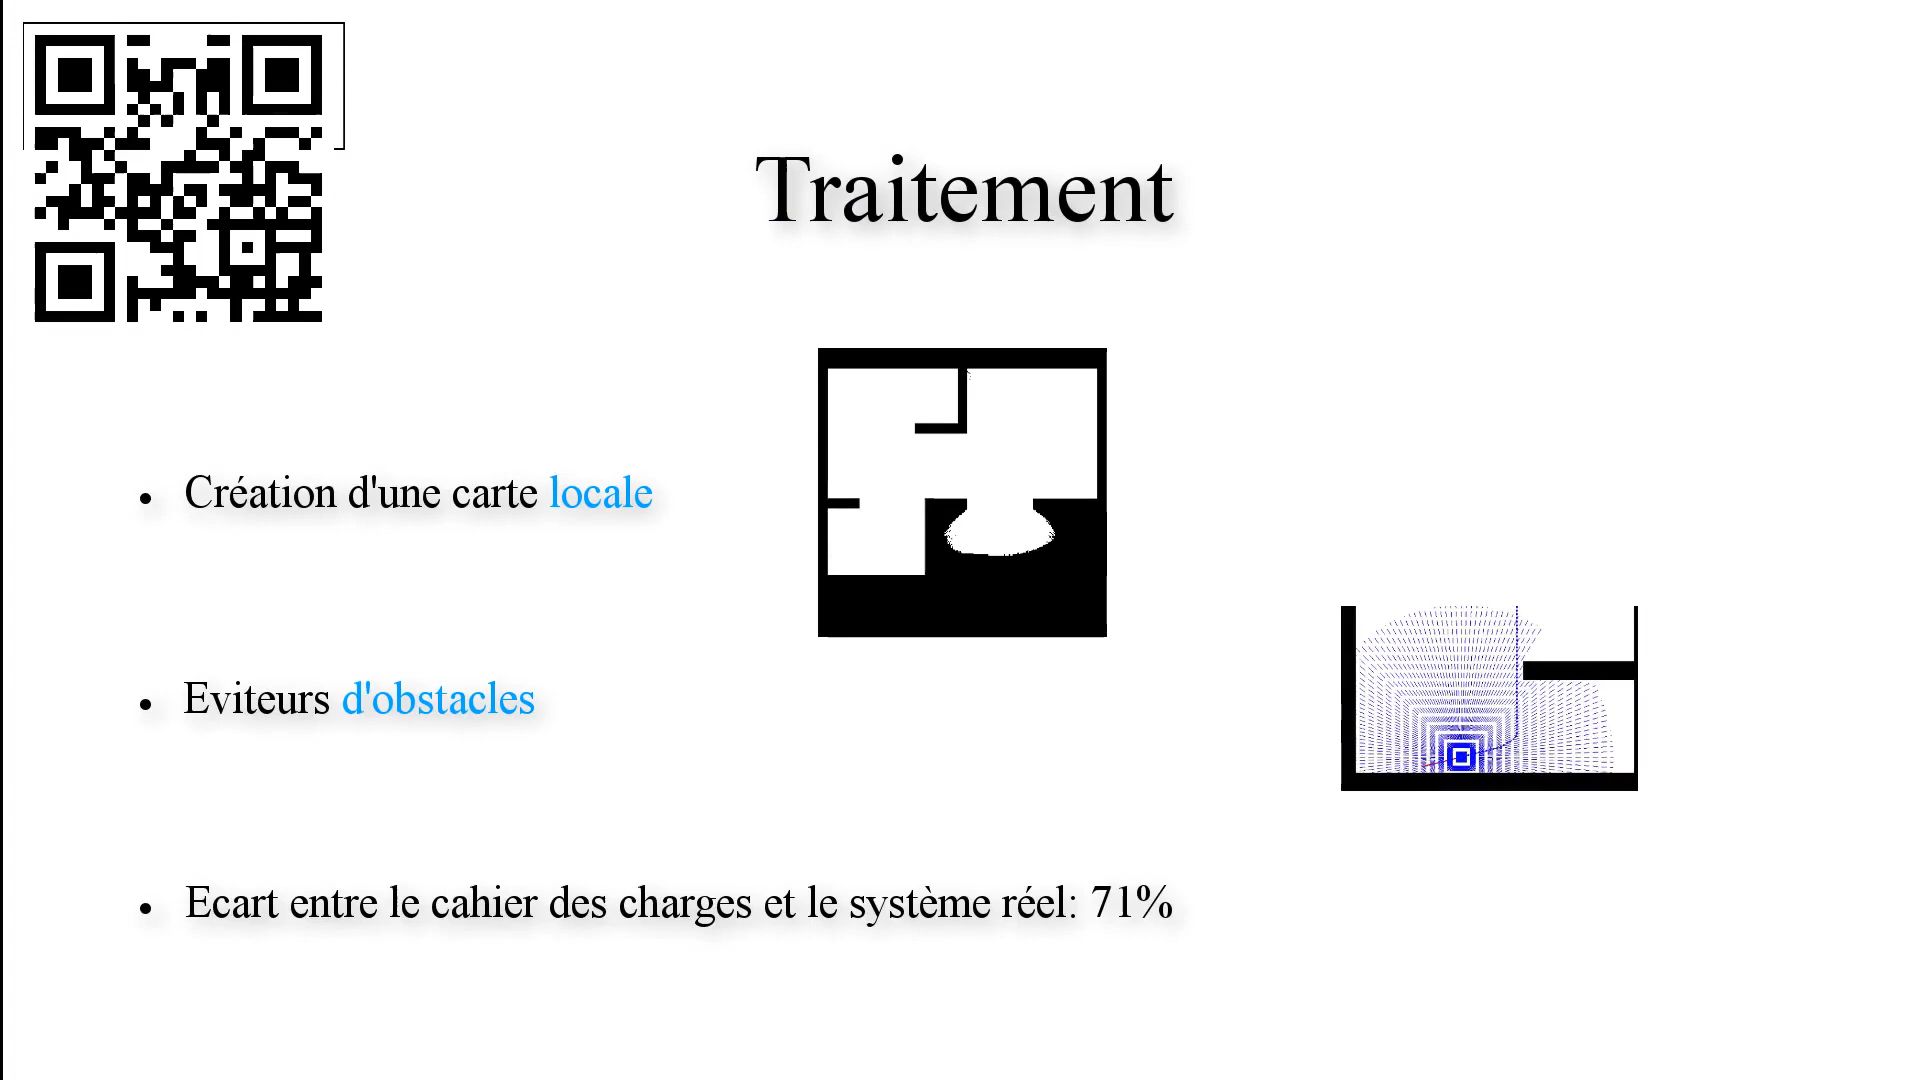 Traitement
• Création d'une carte locale
• Eviteurs d'obstacles
• Ecart entre le cahier des charges et le système réel: 71%